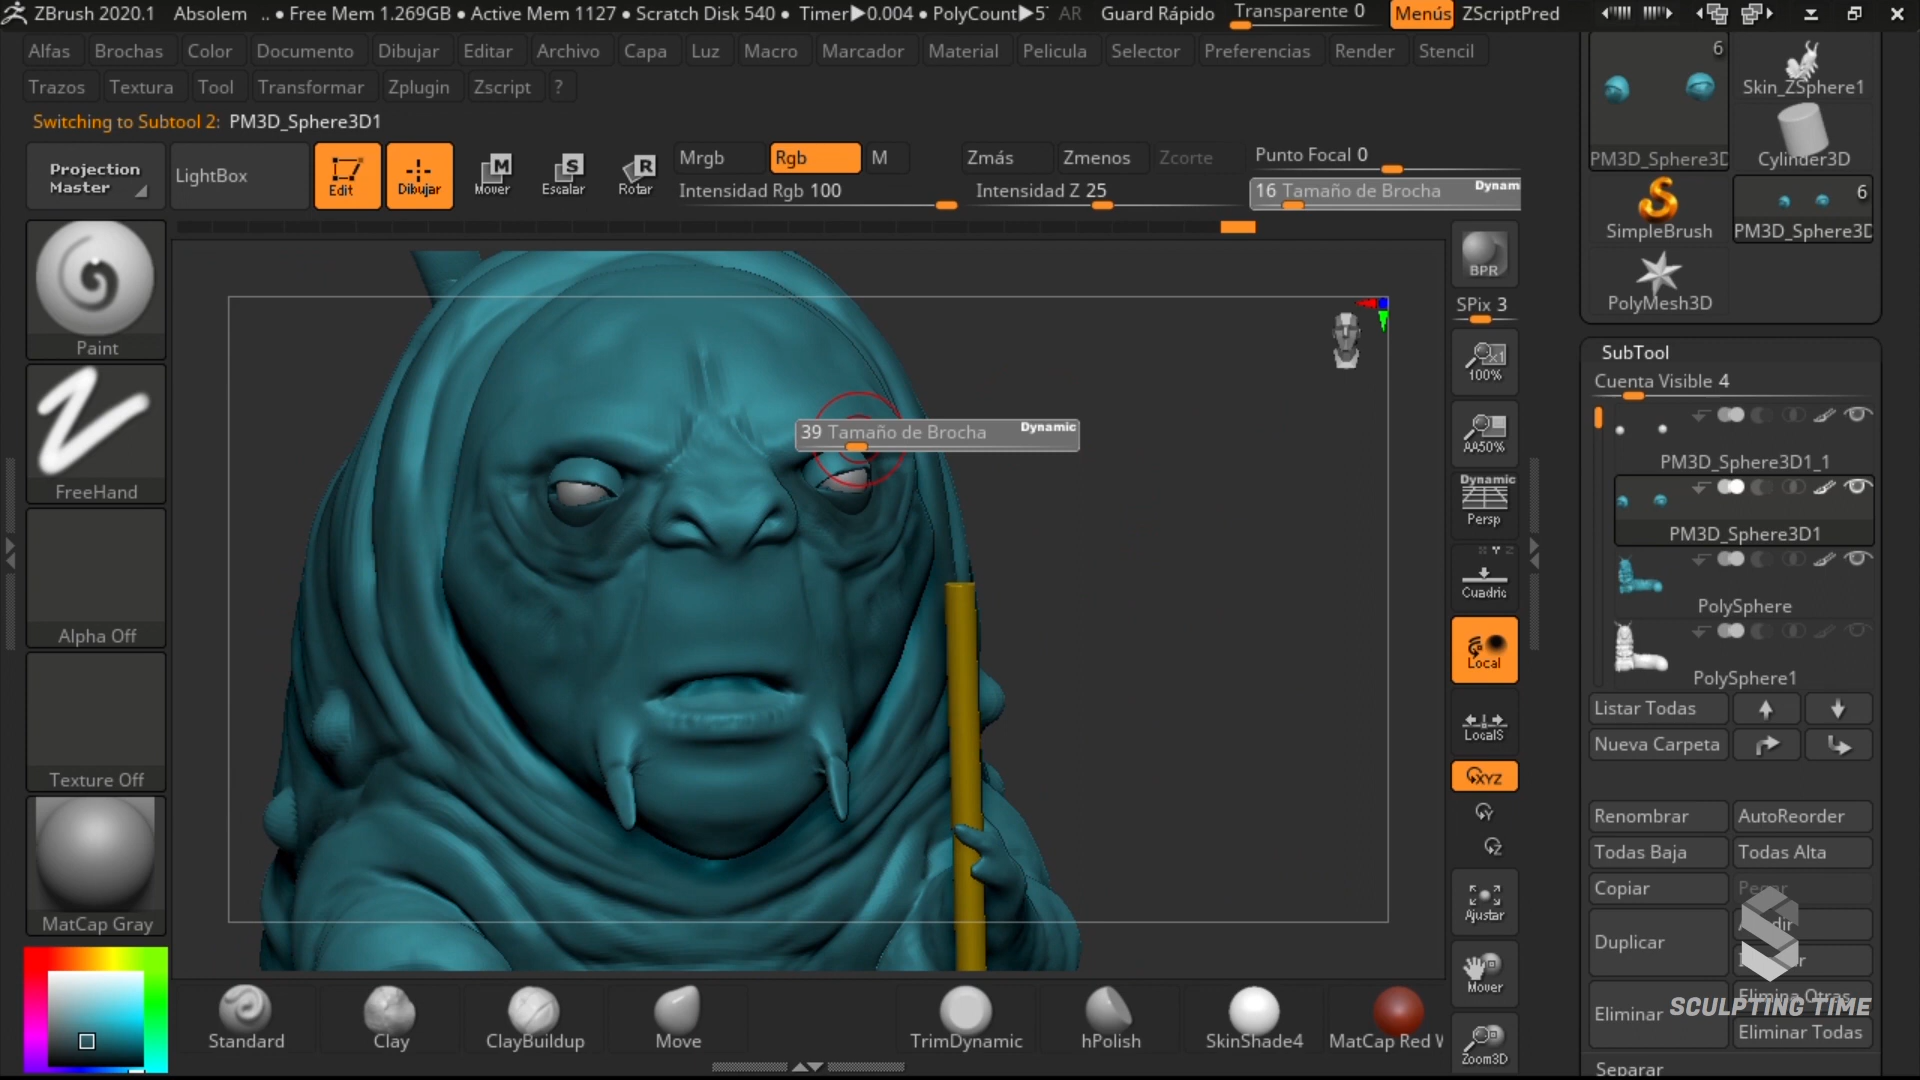 ZBrush 2020.1 Absolem .. • Free Mem 1.269GB • Active Mem 1127 • Scratch Disk 540 • Timer▶0.004 • PolyCount▶5 AR Guard Rápido Transparente 0 Menús ZScriptPred
Alfas Brochas Color Documento Dibujar Editar Archivo Capa Luz Macro Marcador Material Pelicula Selector Preferencias Render Trazos Stencil
Trazos Textura Tool Transformar Zplugin Zscript ?
Switching to Subtool 2: PM3D_Sphere3D1
Projection Master
LightBox
Edit
Dibujar
M
Mover
S
Escalar
R
Rotar
Mrgb Rgb M
Intensidad Rgb 100
Zmás Zmenos Zcorte
Intensidad Z 25
Punto Focal 0
16 Tamaño de Brocha Dynam
Paint
FreeHand
Alpha Off
Texture Off
MatCap Gray
39 Tamaño de Brocha Dynamic
BPR
SPix 3
100%
AA50%
Dynamic
Persp
Cuadric
Local
LocalS
XYZ
Y
Z
Ajustar
Mover
Zoom3D
6
Skin_ZSphere1
PM3D_Sphere3D
Cylinder3D
SimpleBrush
6
PM3D_Sphere3D
PolyMesh3D
SubTool
Cuenta Visible 4
PM3D_Sphere3D1_1
PM3D_Sphere3D1
PolySphere
PolySphere1
Listar Todas
Nueva Carpeta
Renombrar AutoReorder
Todas Baja Todas Alta
Copiar Pegar
Duplicar
Eliminar Elimina Otras
Eliminar Todas
Separar
SCULPTING TIME
Standard Clay ClayBuildup Move TrimDynamic hPolish SkinShade4 MatCap Red W